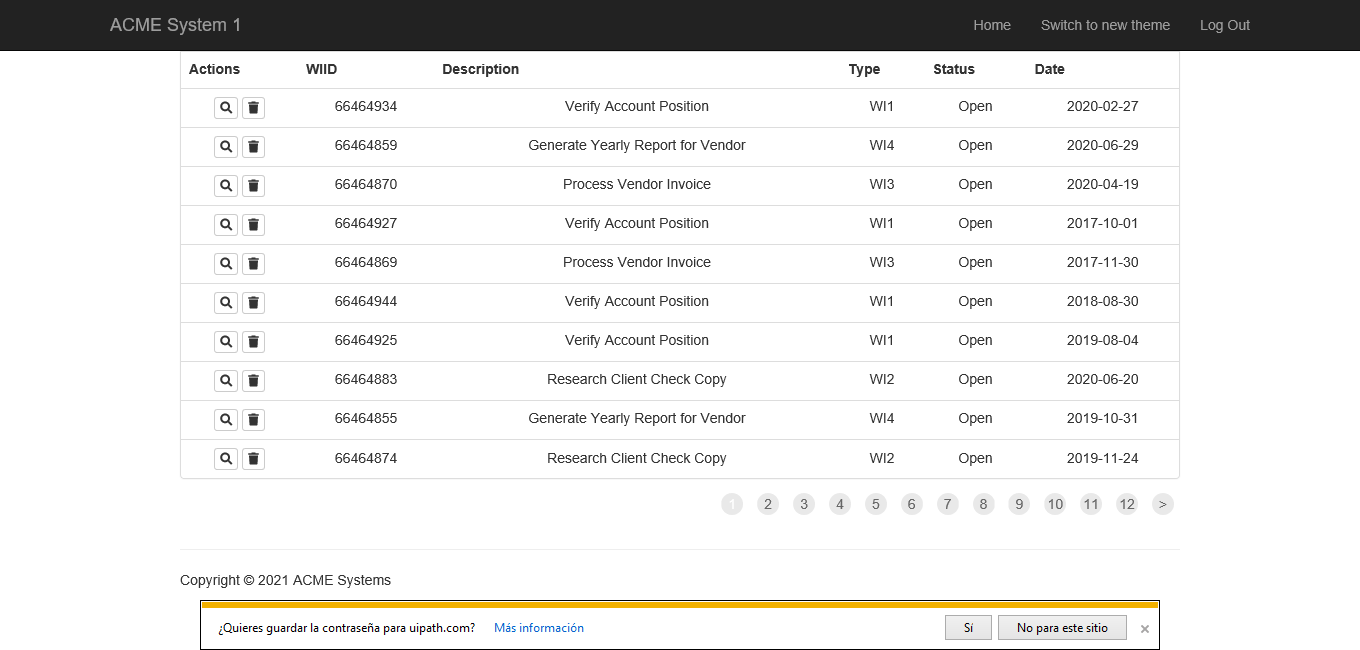 ACME System 1 Home Switch to new theme Log Out
Actions WIID Description Type Status Date
66464934 Verify Account Position WI1 Open 2020-02-27
66464859 Generate Yearly Report for Vendor WI4 Open 2020-06-29
66464870 Process Vendor Invoice WI3 Open 2020-04-19
66464927 Verify Account Position WI1 Open 2017-10-01
66464869 Process Vendor Invoice WI3 Open 2017-11-30
66464944 Verify Account Position WI1 Open 2018-08-30
66464925 Verify Account Position WI1 Open 2019-08-04
66464883 Research Client Check Copy WI2 Open 2020-06-20
66464855 Generate Yearly Report for Vendor WI4 Open 2019-10-31
66464874 Research Client Check Copy WI2 Open 2019-11-24
1 2 3 4 5 6 7 8 9 10 11 12 >
Copyright © 2021 ACME Systems
¿Quieres guardar la contraseña para uipath.com? Más información Sí No para este sitio ×